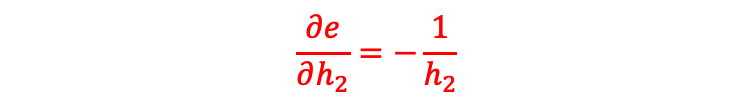 ∂e/∂h₂ = − 1/h₂